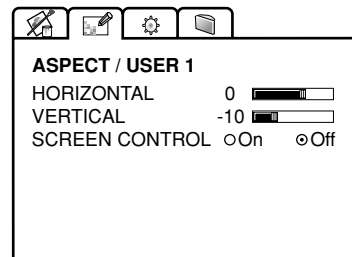 ASPECT / USER 1
HORIZONTAL 0
VERTICAL -10
SCREEN CONTROL On Off